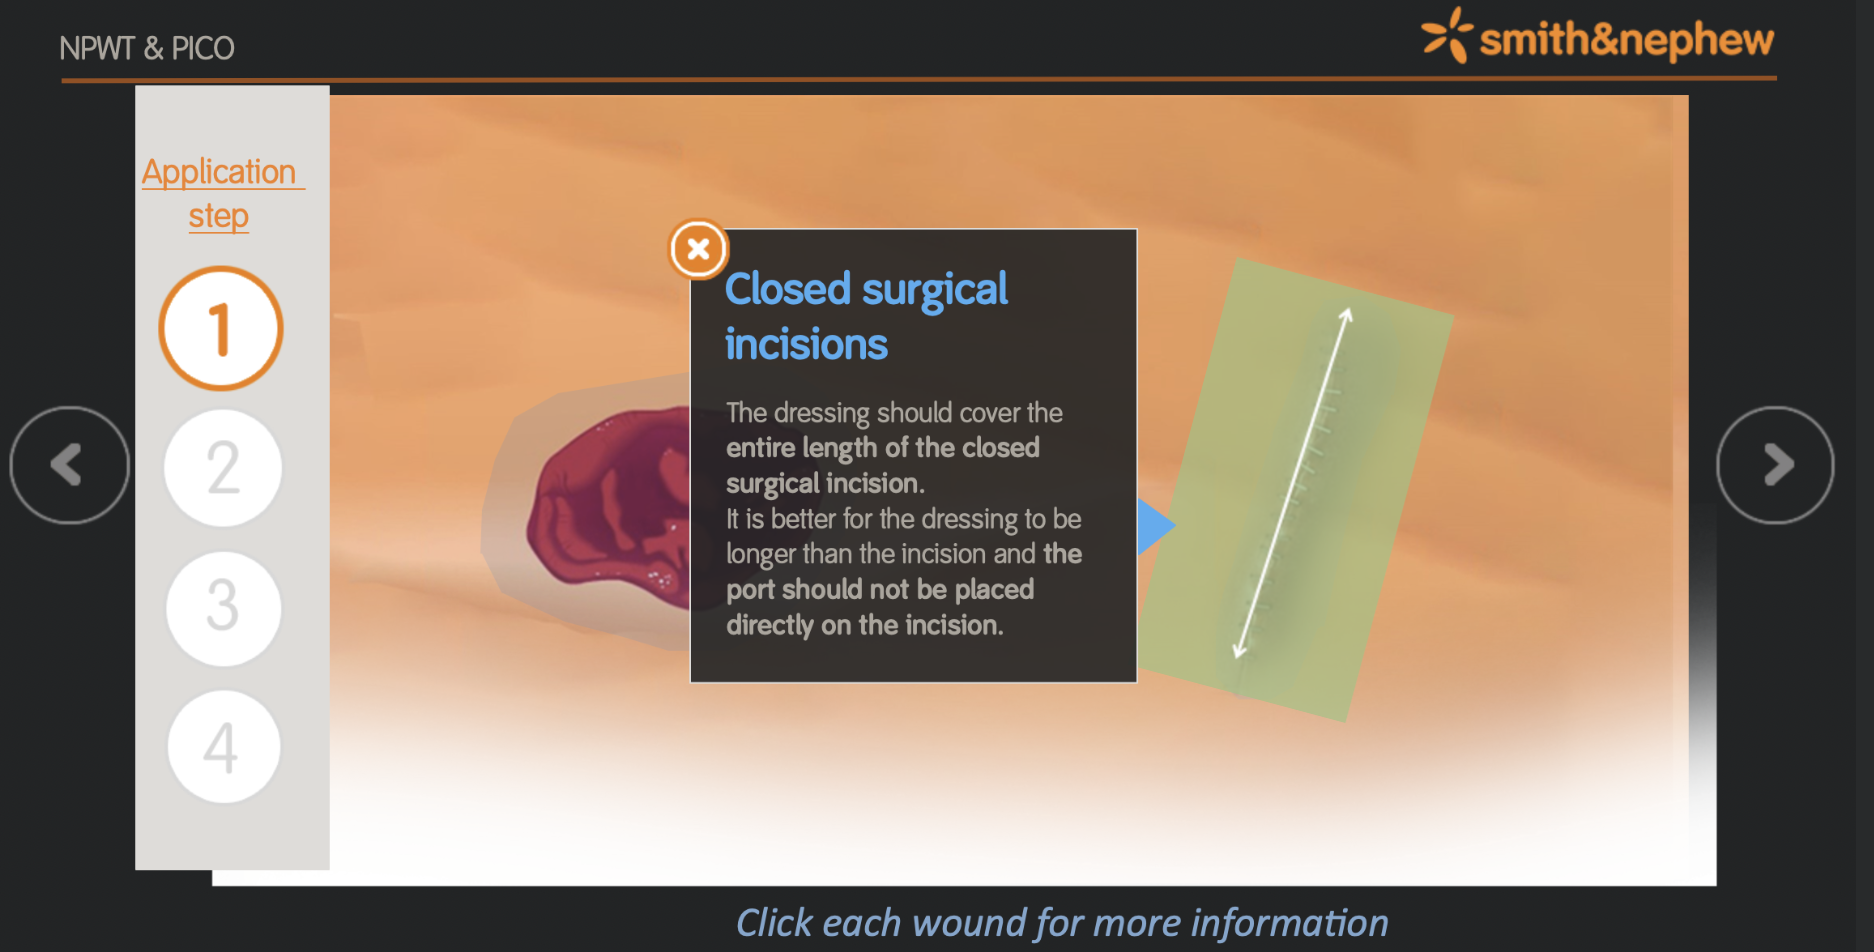 NPWT & PICO
smith&nephew
Application
step
1
2
3
4
Closed surgical
incisions
The dressing should cover the
entire length of the closed
surgical incision.
It is better for the dressing to be
longer than the incision and the
port should not be placed
directly on the incision.
Click each wound for more information